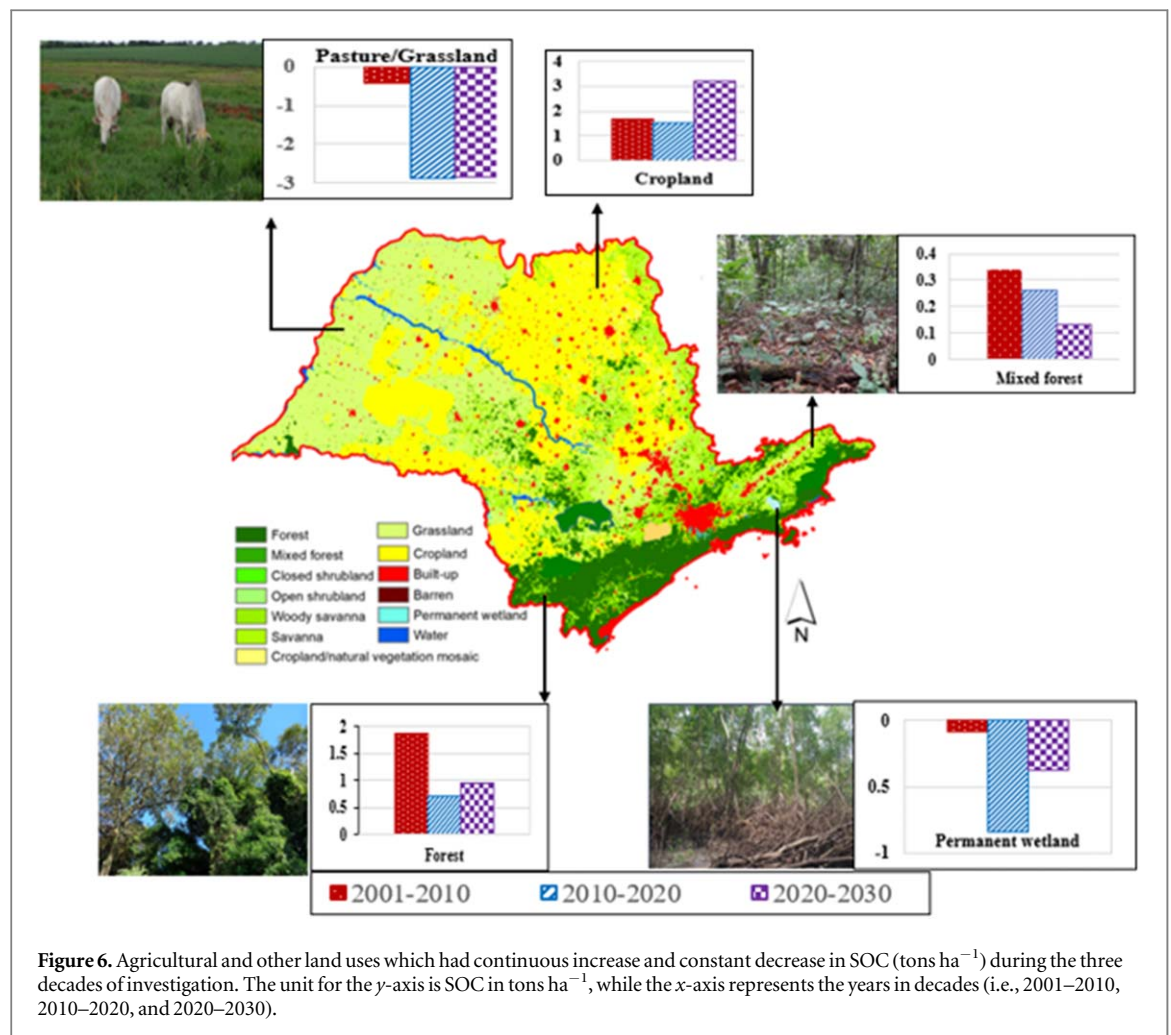 Pasture/Grassland
0
-1
-2
-3
4
3
2
1
0
Cropland
0.4
0.3
0.2
0.1
0
Mixed forest
Forest
Mixed forest
Closed shrubland
Open shrubland
Woody savanna
Savanna
Cropland/natural vegetation mosaic
Grassland
Cropland
Built-up
Barren
Permanent wetland
Water
N
2
1.5
1
0.5
0
Forest
0
0.5
-1
Permanent wetland
2001-2010 2010-2020 2020-2030
Figure 6. Agricultural and other land uses which had continuous increase and constant decrease in SOC (tons ha⁻¹) during the three
decades of investigation. The unit for the y-axis is SOC in tons ha⁻¹, while the x-axis represents the years in decades (i.e., 2001–2010,
2010–2020, and 2020–2030).